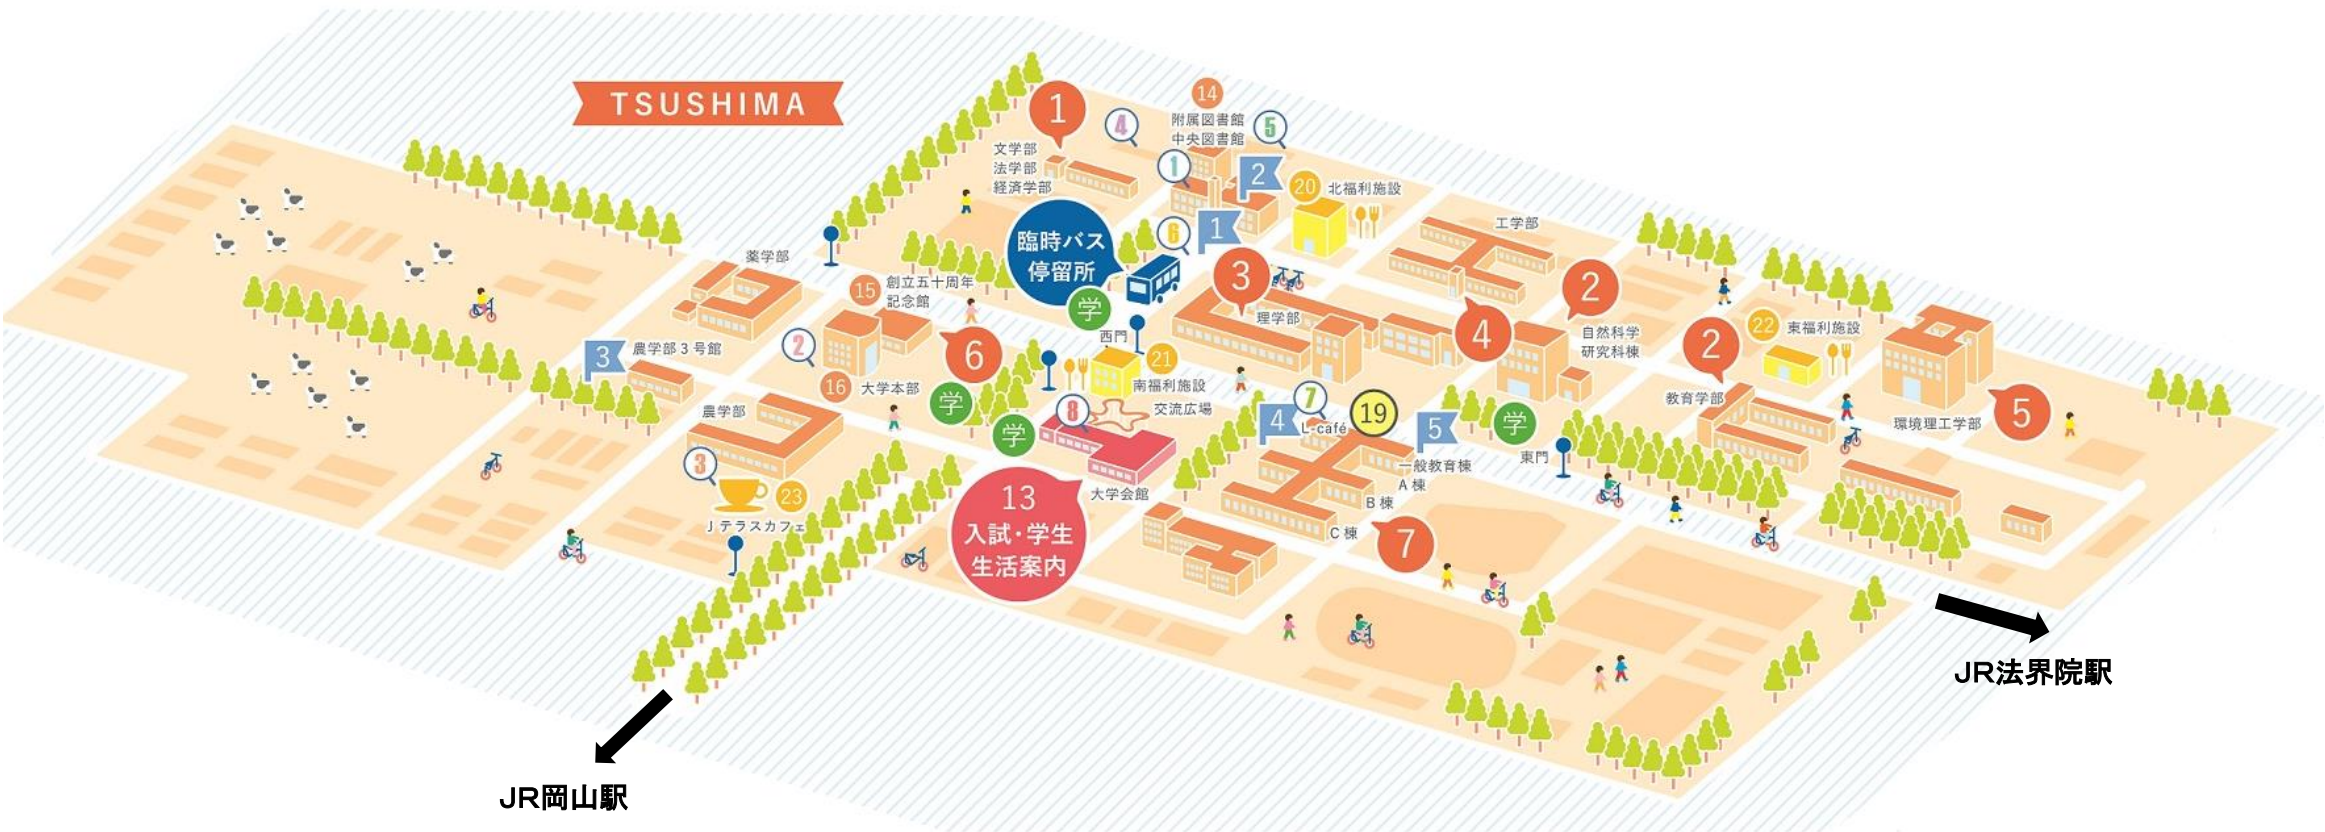 TSUSHIMA
1
文学部
法学部
経済学部
4
14
附属図書館
中央図書館
5
1
2
20
北福利施設
6
1
臨時バス
停留所
学
西門
3
理学部
工学部
4
2
自然科学
研究科棟
2
22
東福利施設
教育学部
5
環境理工学部
薬学部
15
創立五十周年
記念館
2
16
大学本部
6
3
農学部3号館
農学部
3
23
Jテラスカフェ
学
学
21
南福利施設
交流広場
8
大学会館
13
入試・学生
生活案内
4
7
L-café
19
5
一般教育棟
A棟
B棟
C棟
7
学
東門
JR法界院駅
JR岡山駅